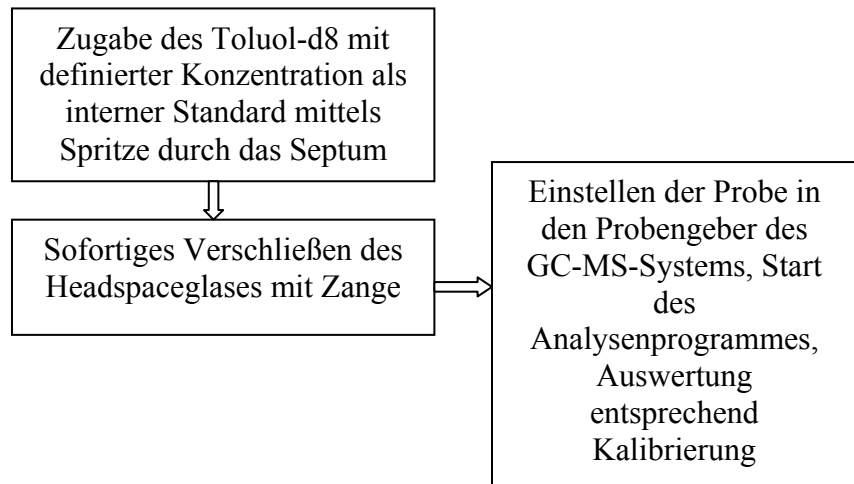 Zugabe des Toluol-d8 mit
definierter Konzentration als
interner Standard mittels
Spritze durch das Septum
Sofortiges Verschließen des
Headspaceglases mit Zange
Einstellen der Probe in
den Probengeber des
GC-MS-Systems, Start
des
Analysenprogrammes,
Auswertung
entsprechend
Kalibrierung